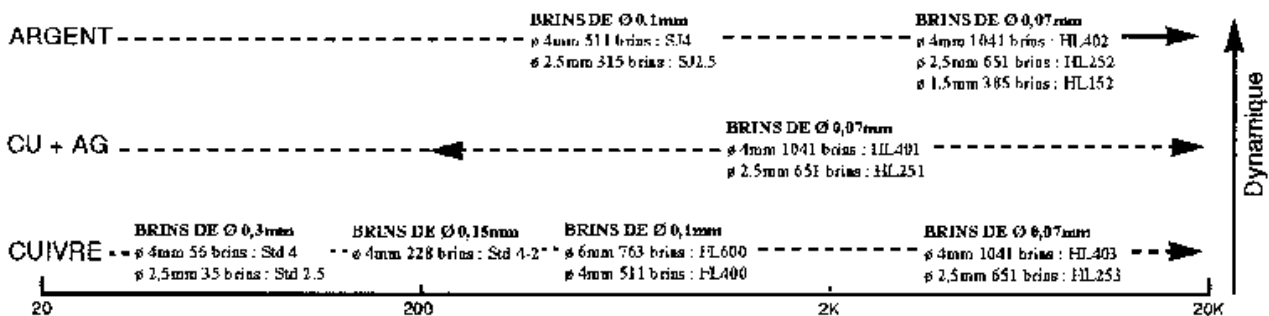 BRINS DE Ø 0.1mm
BRINS DE Ø 0,07mm
ARGENT
ø 4mm 511 brins : SJ4
ø 4mm 1041 brins : HL402
ø 2.5mm 315 brins : SJ2.5
ø 2,5mm 651 brins : HL252
ø 1,5mm 385 brins : HL152
BRINS DE Ø 0,07mm
CU + AG
ø 4mm 1041 brins : HL401
ø 2.5mm 651 brins : HL251
Dynamique
BRINS DE Ø 0,3mm
BRINS DE Ø 0,15mm
BRINS DE Ø 0,1mm
BRINS DE Ø 0,07mm
CUIVRE
ø 4mm 56 brins : Std 4
ø 4mm 228 brins : Std 4-2
ø 6mm 763 brins : FL600
ø 4mm 1041 brins : HL403
ø 2,5mm 35 brins : Std 2.5
ø 4mm 511 brins : HL400
ø 2,5mm 651 brins : HL253
20
200
2K
20K